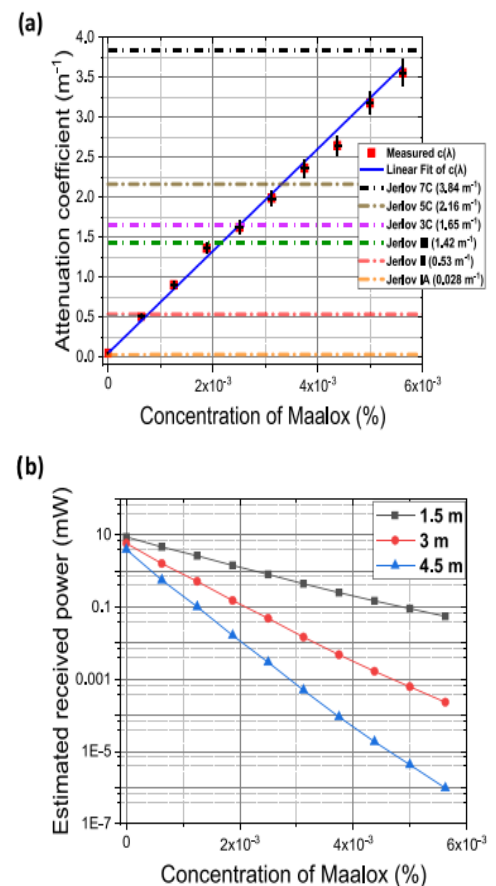 (a)
Attenuation coefficient (m⁻¹)
4.0
3.5
3.0
2.5
2.0
1.5
1.0
0.5
0.0
Measured c(λ)
Linear Fit of c(λ)
Jerlov 7C (3.84 m⁻¹)
Jerlov 5C (2.16 m⁻¹)
Jerlov 3C (1.65 m⁻¹)
Jerlov (1.42 m⁻¹)
Jerlov (0.53 m⁻¹)
Jerlov IA (0.028 m⁻¹)
0 2x10⁻³ 4x10⁻³ 6x10⁻³
Concentration of Maalox (%)
(b)
Estimated received power (mW)
10
0.1
0.001
1E-5
1E-7
1.5 m
3 m
4.5 m
0 2x10⁻³ 4x10⁻³ 6x10⁻³
Concentration of Maalox (%)